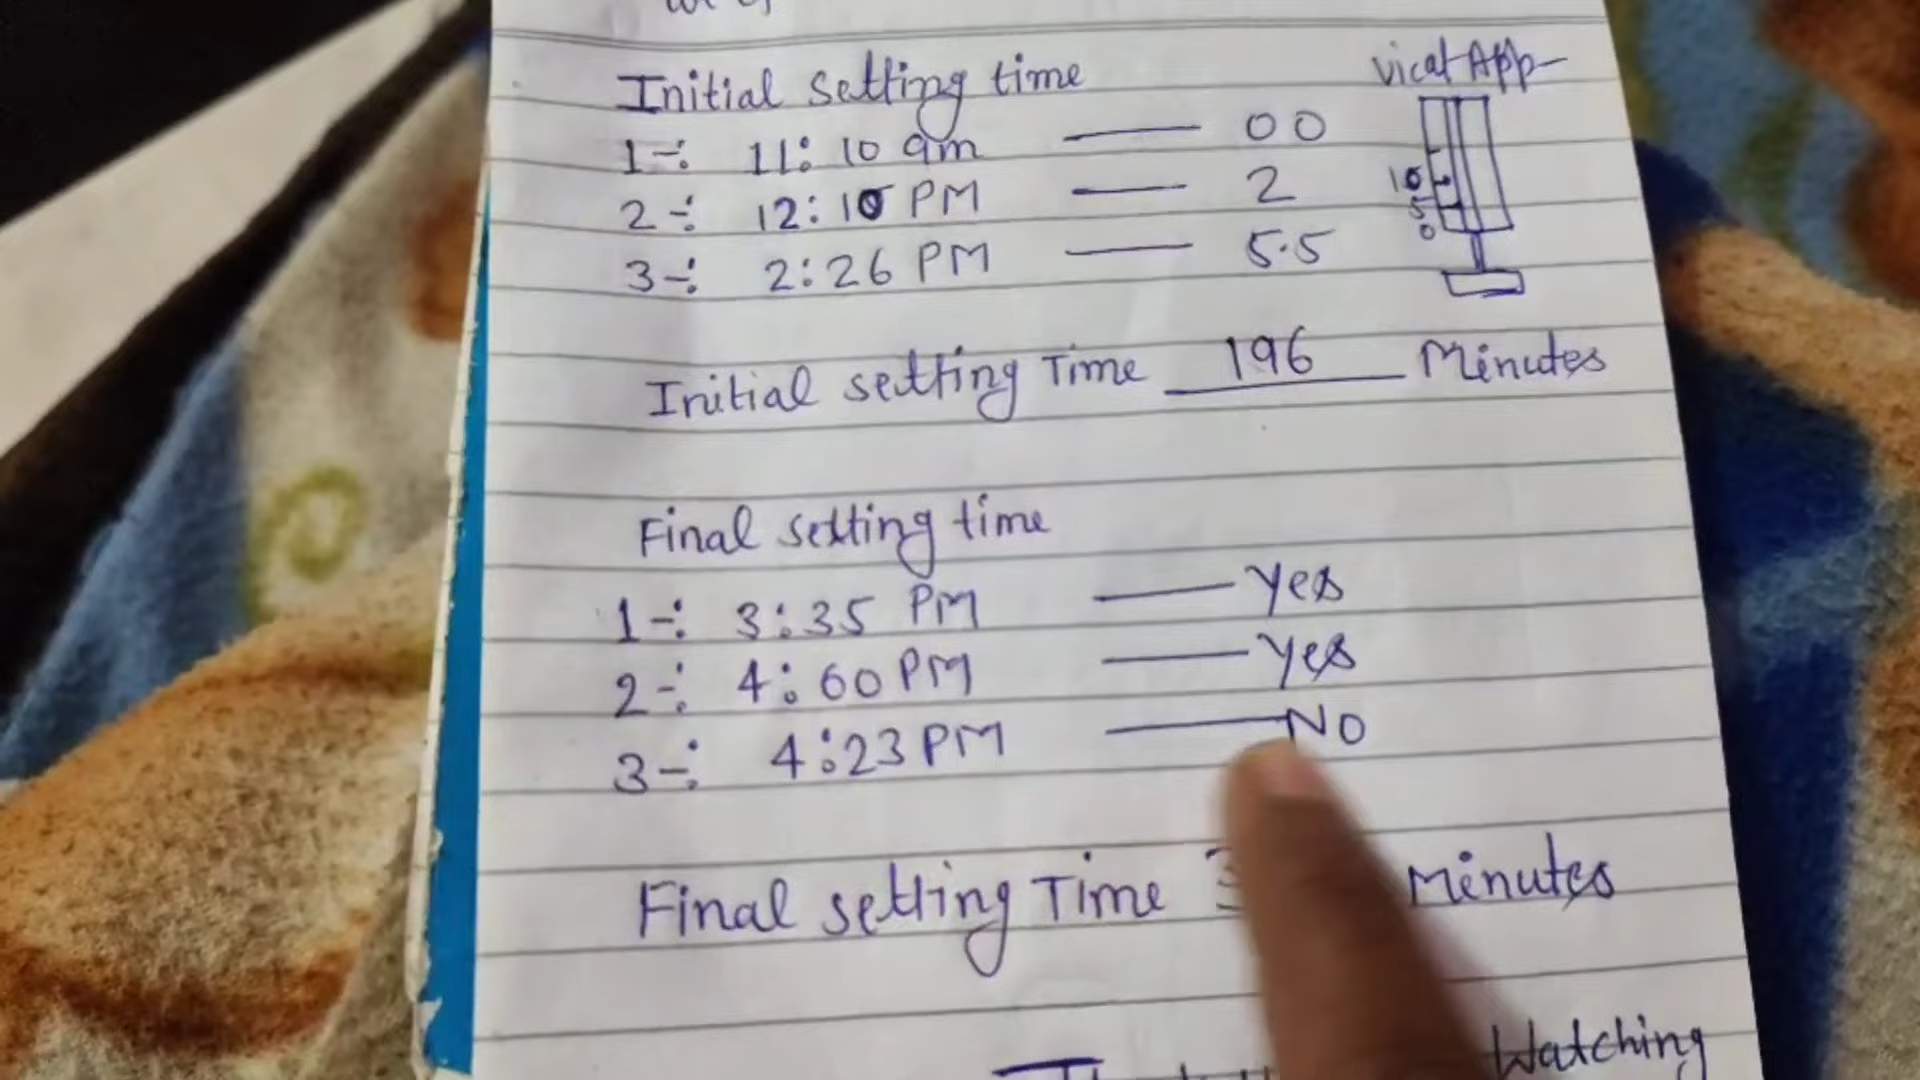 Initial setting time
Vicat App-
1-: 11:10 am — 00
2-: 12:10 PM — 2
3-: 2:26 PM — 5.5
10
5
0
Initial setting Time 196 Minutes
Final setting time
1-: 3:35 PM — Yes
2-: 4:60 PM — Yes
3-: 4:23 PM — NO
Final setting Time 3 Minutes
Watching